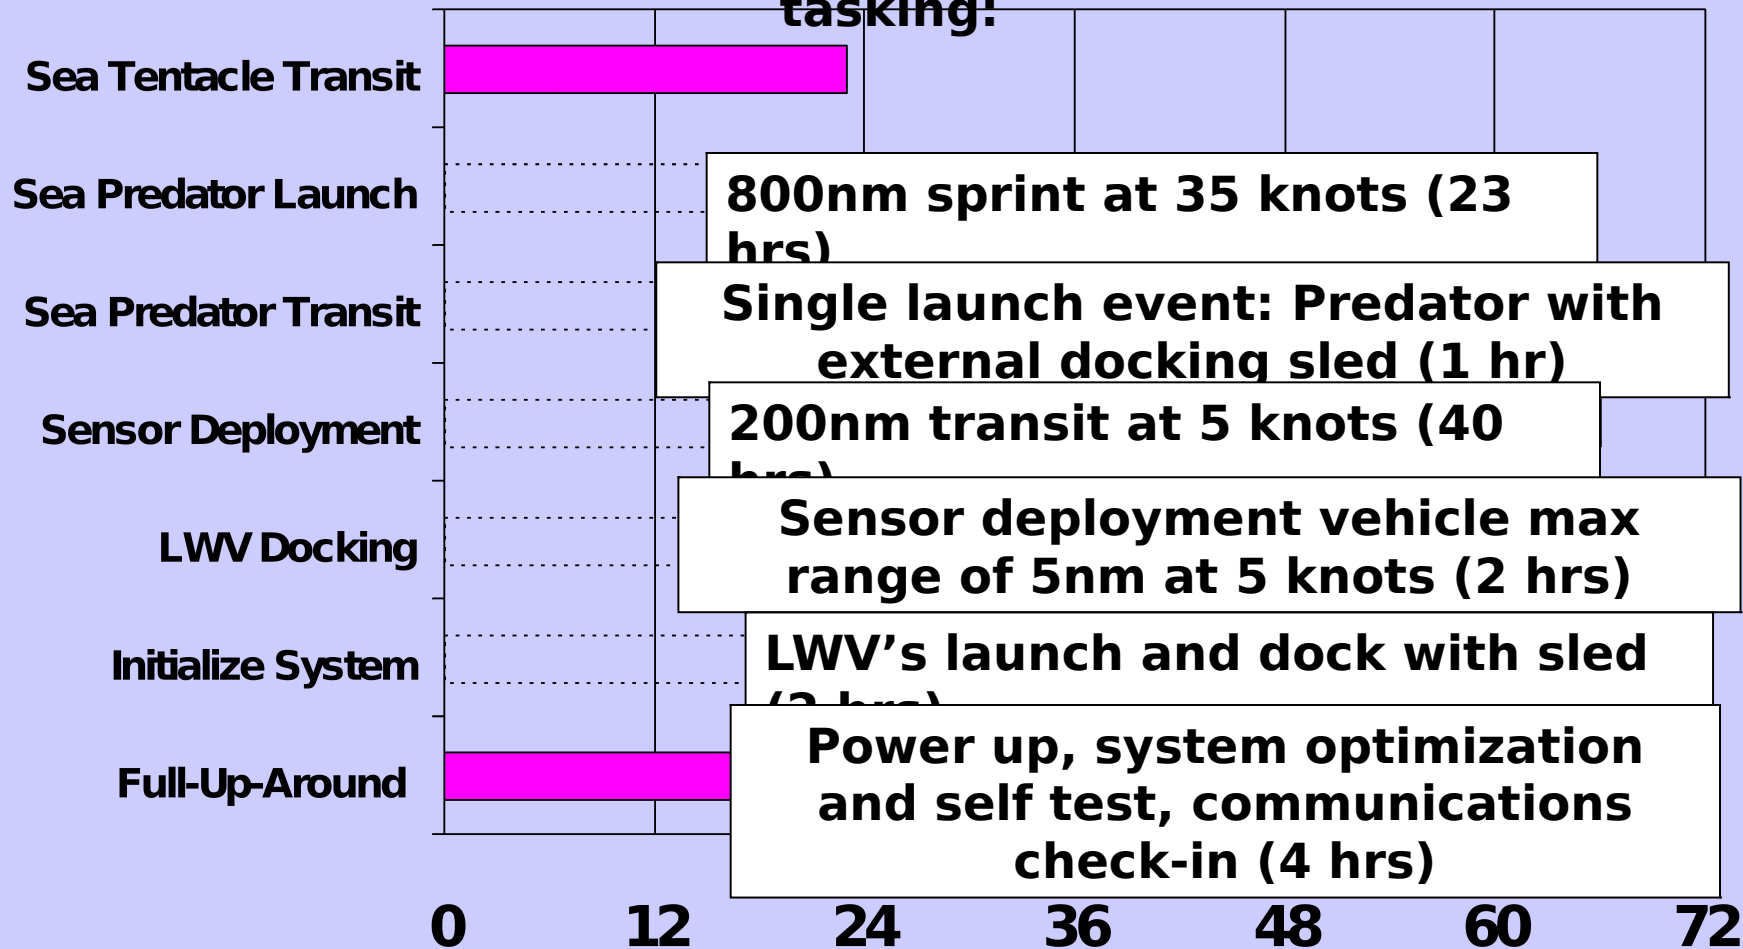 tasking:
Sea Tentacle Transit
Sea Predator Launch
800nm sprint at 35 knots (23
hrs)
Sea Predator Transit
Single launch event: Predator with
external docking sled (1 hr)
Sensor Deployment
200nm transit at 5 knots (40
hrs)
LWV Docking
Sensor deployment vehicle max
range of 5nm at 5 knots (2 hrs)
Initialize System
LWV’s launch and dock with sled
hrs)
Full-Up-Around
Power up, system optimization
and self test, communications
check-in (4 hrs)
0 12 24 36 48 60 72